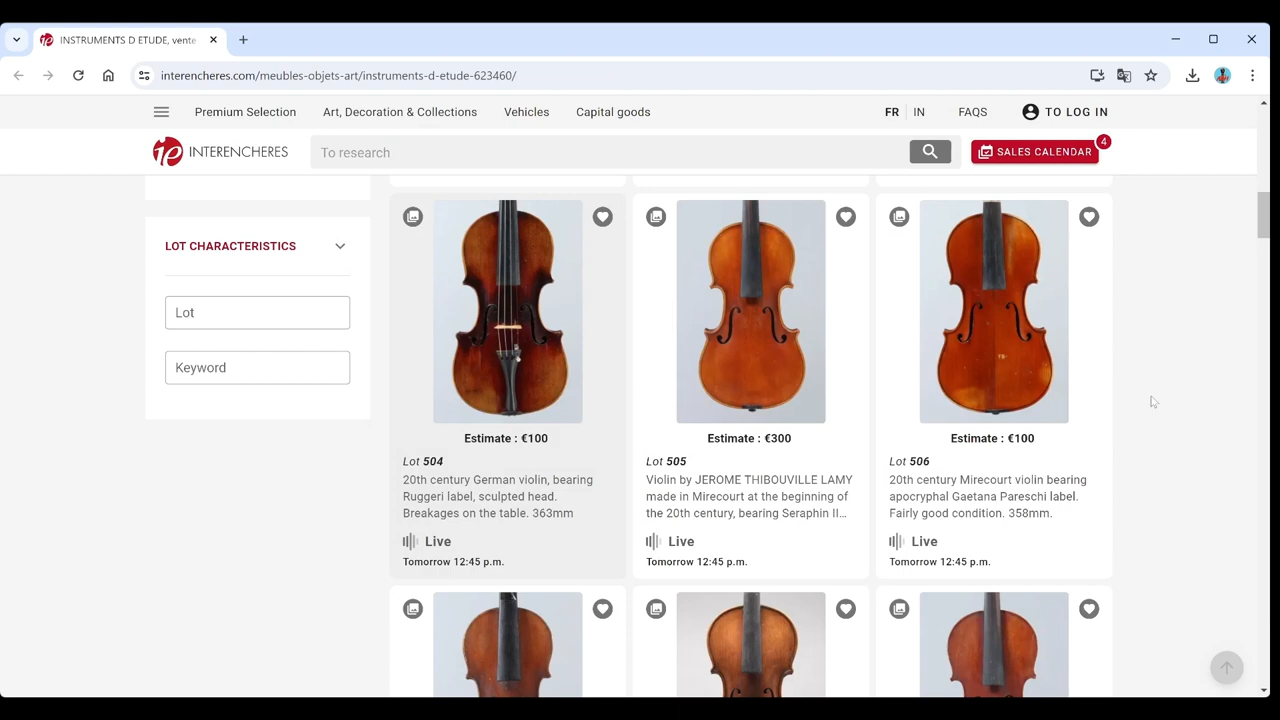 INSTRUMENTS D ETUDE, vente
interencheres.com/meubles-objets-art/instruments-d-etude-623460/
Premium Selection
Art, Decoration & Collections
Vehicles
Capital goods
FR
IN
FAQS
TO LOG IN
INTERENCHERES
To research
SALES CALENDAR
4
LOT CHARACTERISTICS
Lot
Keyword
Estimate : €100
Lot 504
20th century German violin, bearing
Ruggeri label, sculpted head.
Breakages on the table. 363mm
Live
Tomorrow 12:45 p.m.
Estimate : €300
Lot 505
Violin by JEROME THIBOUVILLE LAMY
made in Mirecourt at the beginning of
the 20th century, bearing Seraphin II...
Live
Tomorrow 12:45 p.m.
Estimate : €100
Lot 506
20th century Mirecourt violin bearing
apocryphal Gaetana Pareschi label.
Fairly good condition. 358mm.
Live
Tomorrow 12:45 p.m.